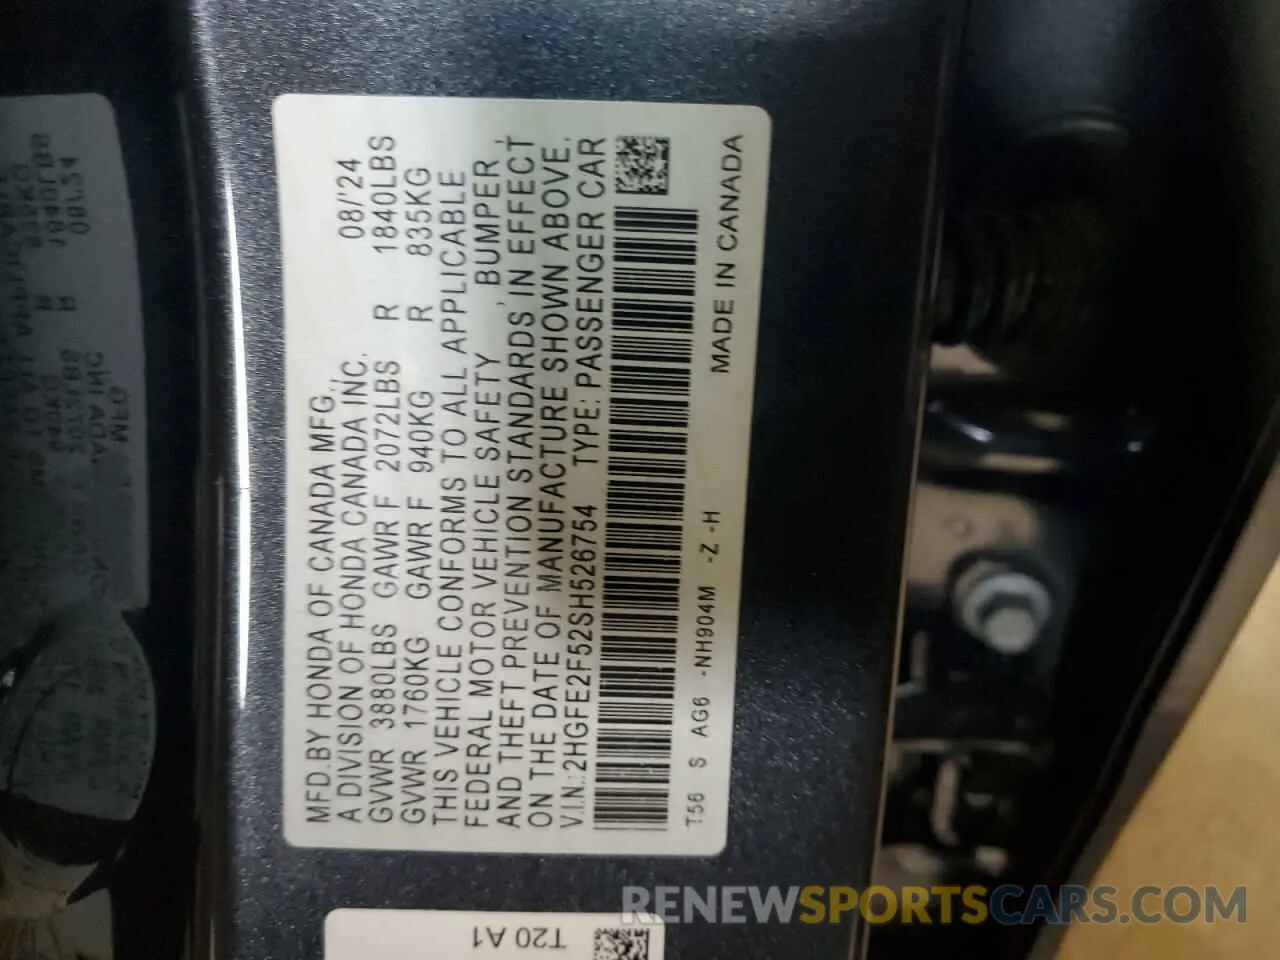 MFD.BY HONDA OF CANADA MFG., 08/'24
A DIVISION OF HONDA CANADA INC.
GVWR 3880LBS GAWR F 2072LBS R R 1840LBS
GVWR 1760KG GAWR F 940KG R R 835KG
THIS VEHICLE CONFORMS TO ALL APPLICABLE
FEDERAL MOTOR VEHICLE SAFETY , BUMPER ,
AND THEFT PREVENTION STANDARDS IN EFFECT
ON THE DATE OF MANUFACTURE SHOWN ABOVE.
V.I.N.: 2HGFE2F52SH526754 TYPE: PASSENGER CAR
MADE IN CANADA
T56 S AG6 -NH904M -Z -H
T20 A1
RENEWSPORTSCARS.COM